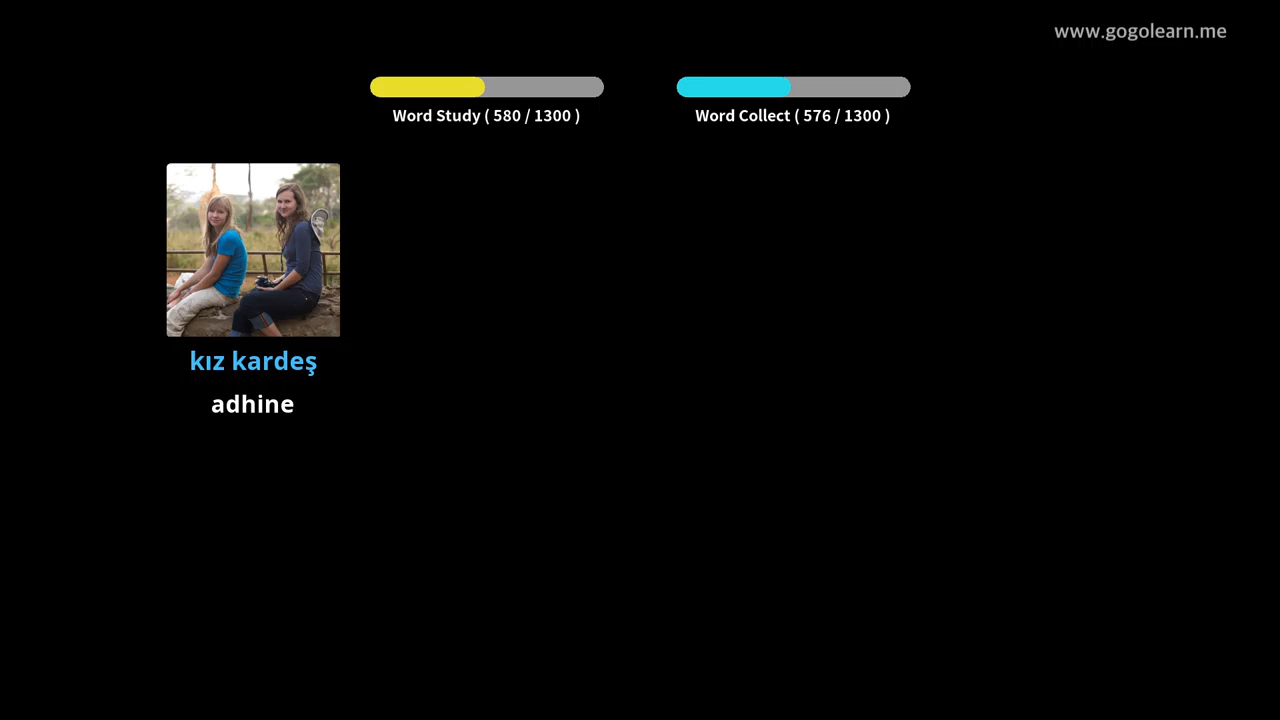 www.gogolearn.me
Word Study ( 580 / 1300 )
Word Collect ( 576 / 1300 )
kız kardeş
adhine